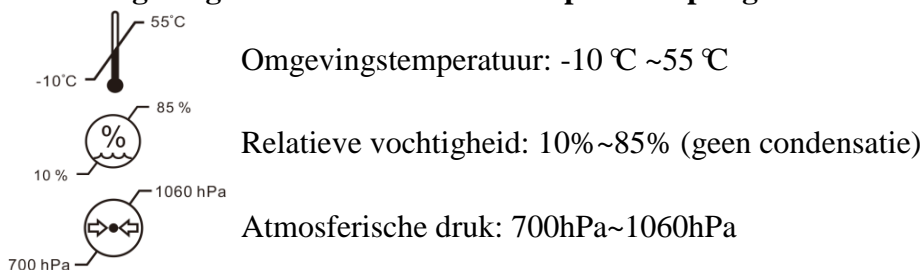 55°C
-10°C
Omgevingstemperatuur: -10 ℃ ~55 ℃
85 %
%
10 %
Relatieve vochtigheid: 10%~85% (geen condensatie)
1060 hPa
700 hPa
Atmosferische druk: 700hPa~1060hPa